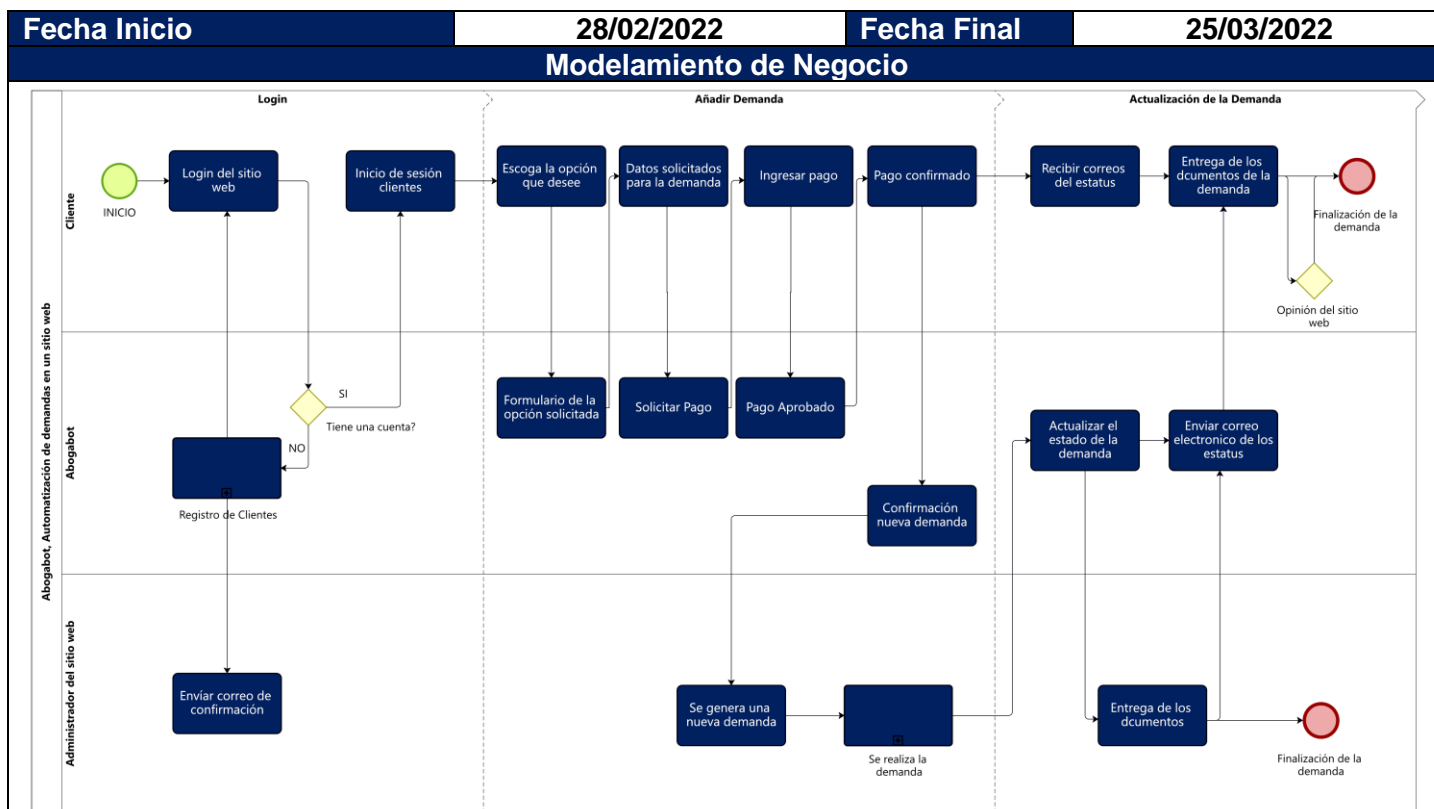 Fecha Inicio 28/02/2022 Fecha Final 25/03/2022
Modelamiento de Negocio
Abogabot, Automatización de demandas en un sitio web
Login
Añadir Demanda
Actualización de la Demanda
Cliente
INICIO
Login del sitio
web
Inicio de sesión
clientes
Escoga la opción
que desee
Datos solicitados
para la demanda
Ingresar pago
Pago confirmado
Recibir correos
del estatus
Entrega de los
dcumentos de la
demanda
Finalización de la
demanda
Opinión del sitio
web
Abogabot
SI
Tiene una cuenta?
NO
Registro de Clientes
Formulario de la
opción solicitada
Solicitar Pago
Pago Aprobado
Confirmación
nueva demanda
Actualizar el
estado de la
demanda
Enviar correo
electronico de los
estatus
Administrador del sitio web
Envíar correo de
confirmación
Se genera una
nueva demanda
Se realiza la
demanda
Entrega de los
dcumentos
Finalización de la
demanda